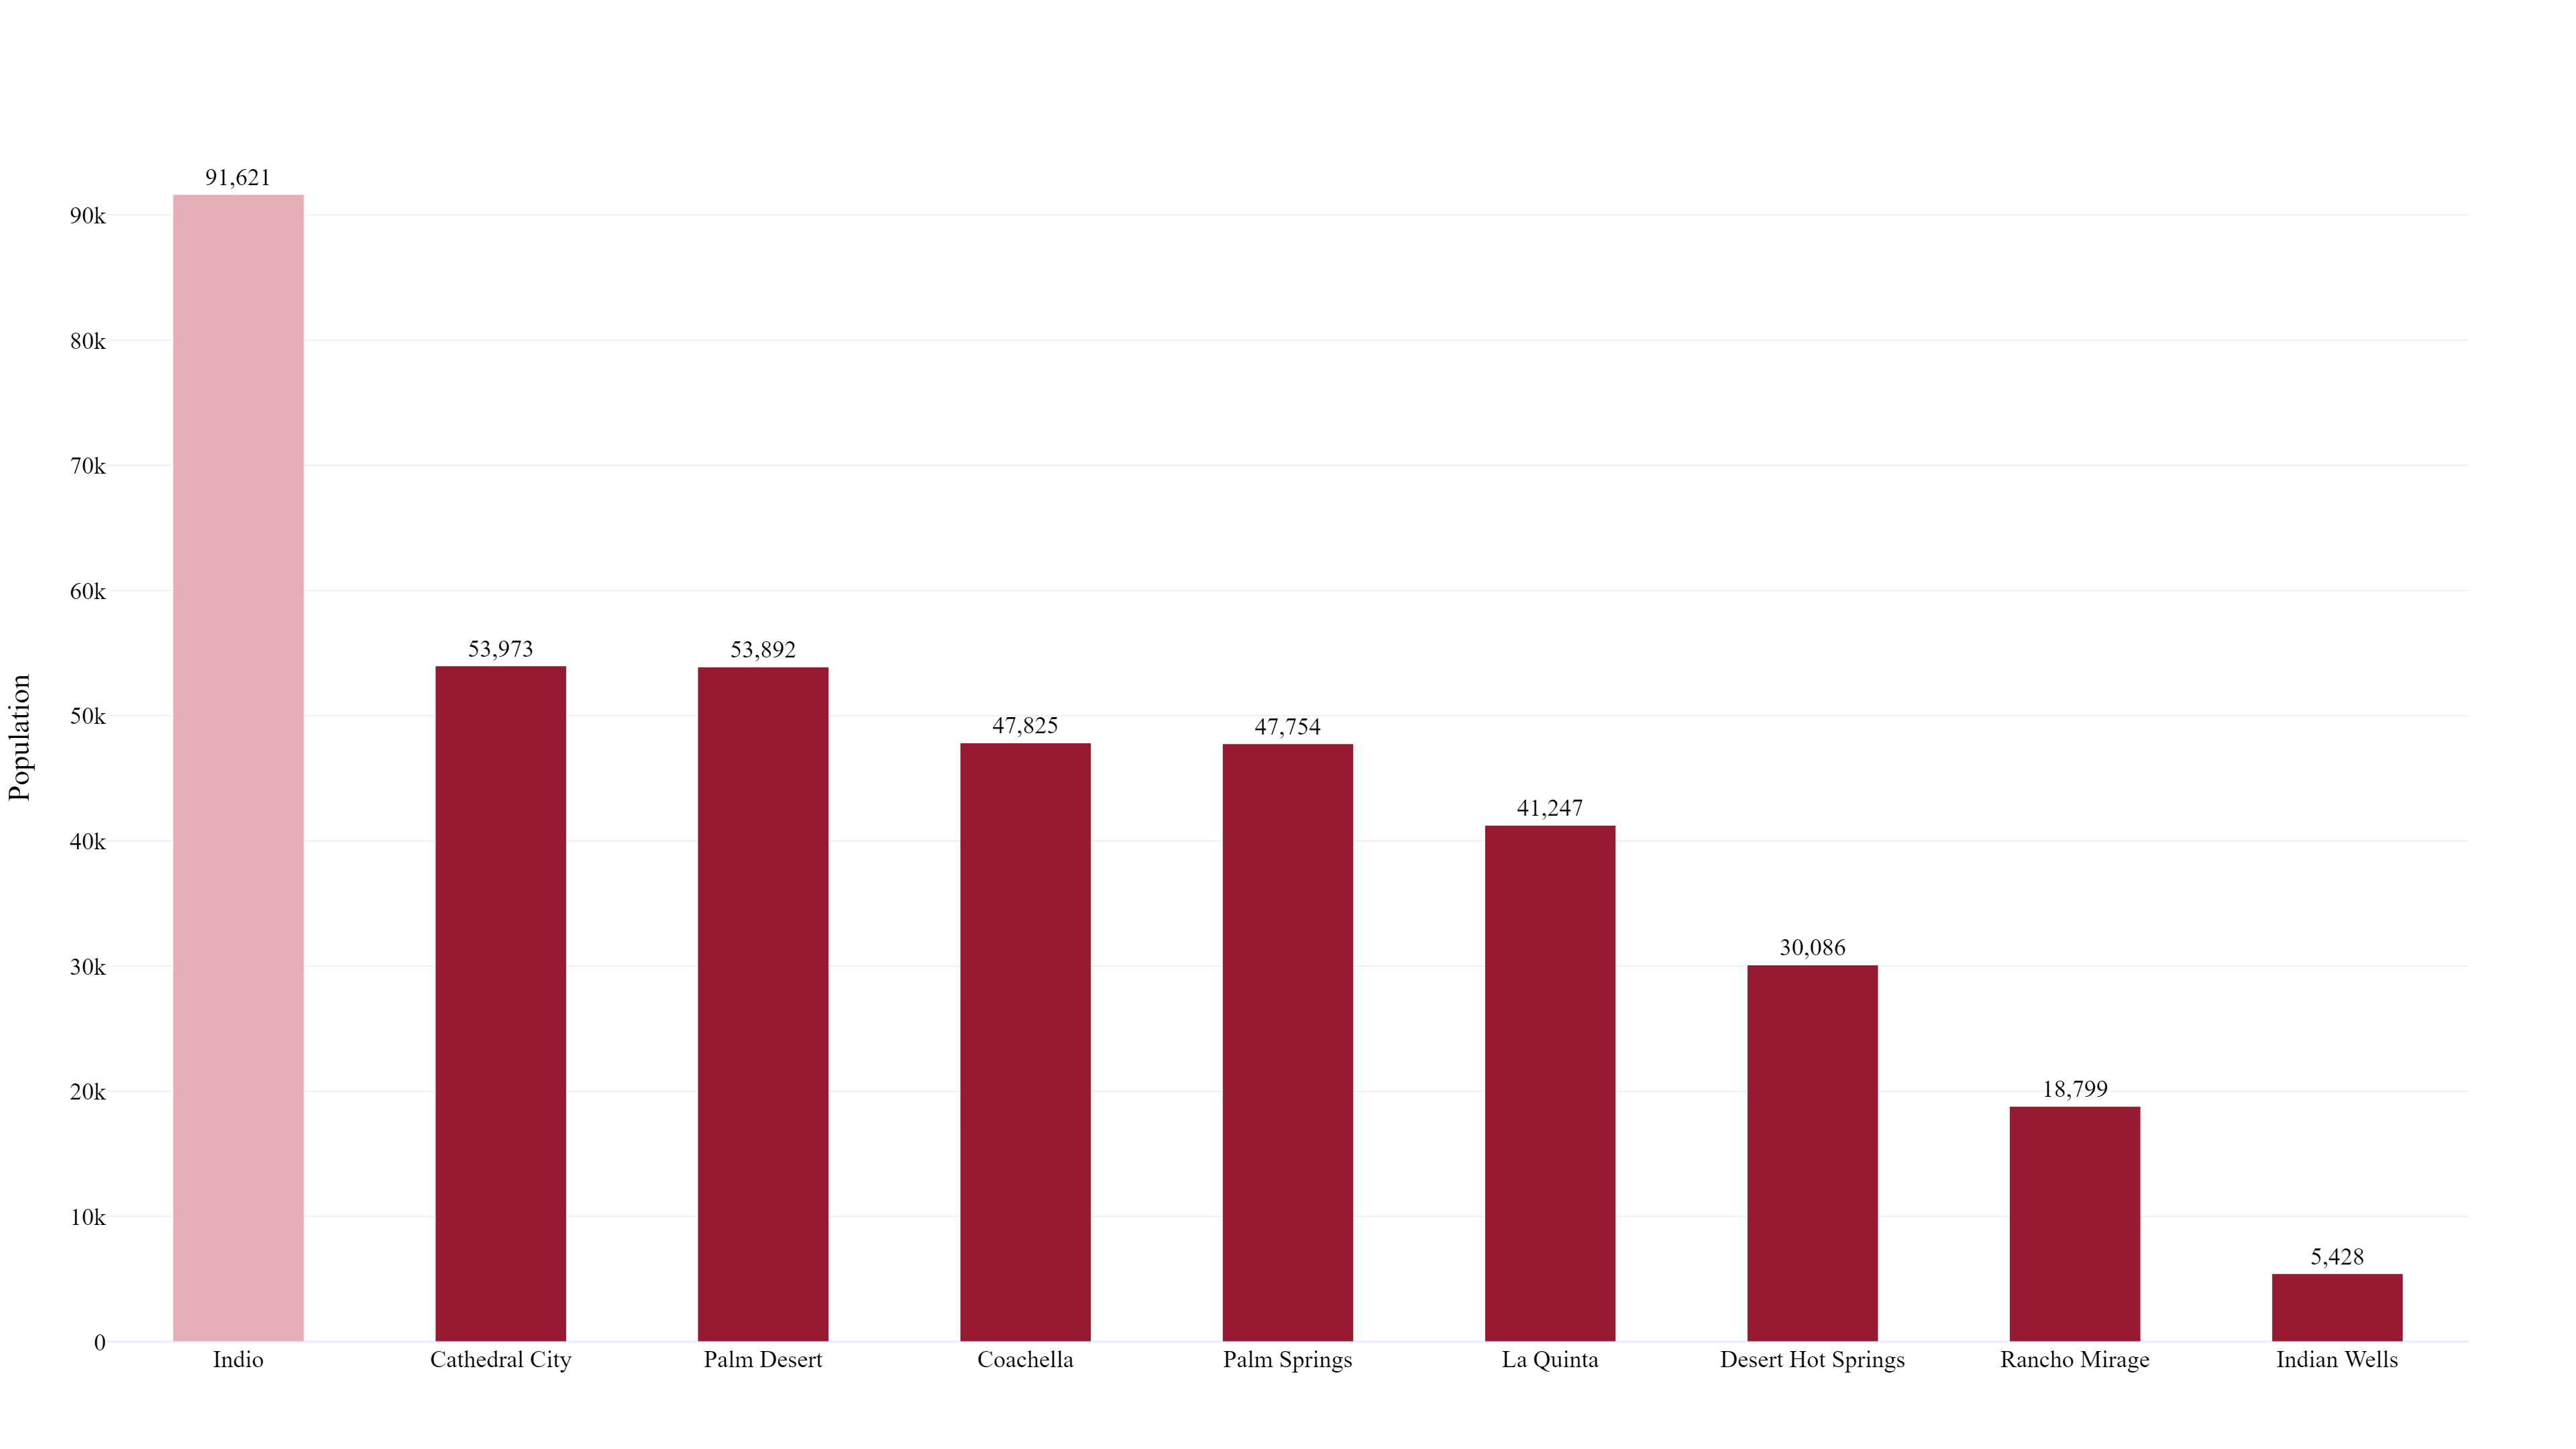 Population
90k
80k
70k
60k
50k
40k
30k
20k
10k
0
91,621
53,973
53,892
47,825
47,754
41,247
30,086
18,799
5,428
Indio
Cathedral City
Palm Desert
Coachella
Palm Springs
La Quinta
Desert Hot Springs
Rancho Mirage
Indian Wells